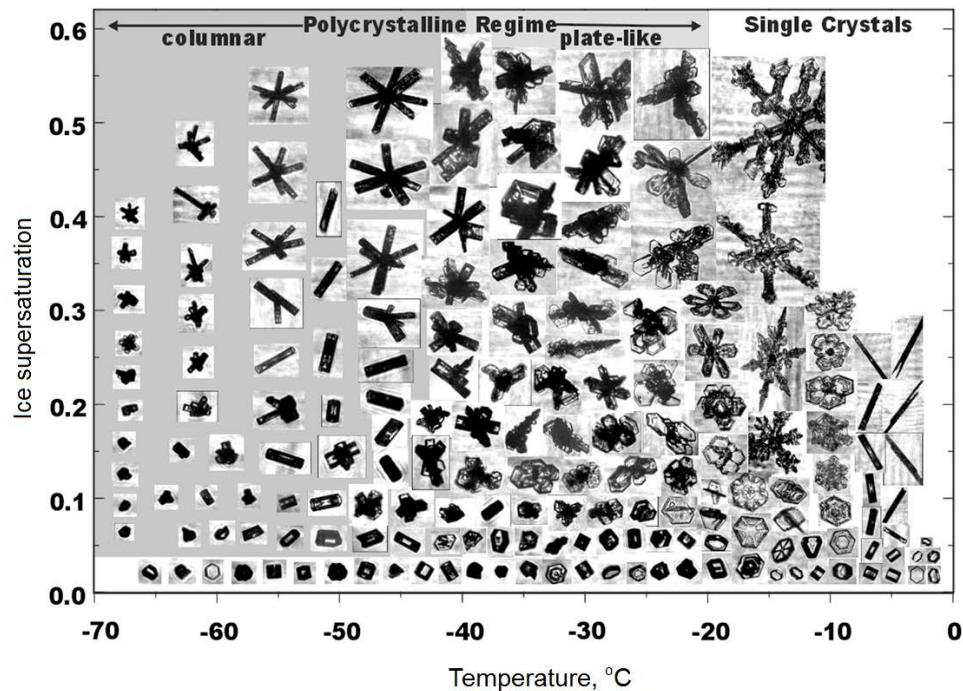 Polycrystalline Regime
Single Crystals
columnar
plate-like
0.6
0.5
0.4
0.3
0.2
0.1
0.0
Ice supersaturation
-70 -60 -50 -40 -30 -20 -10 0
Temperature, °C